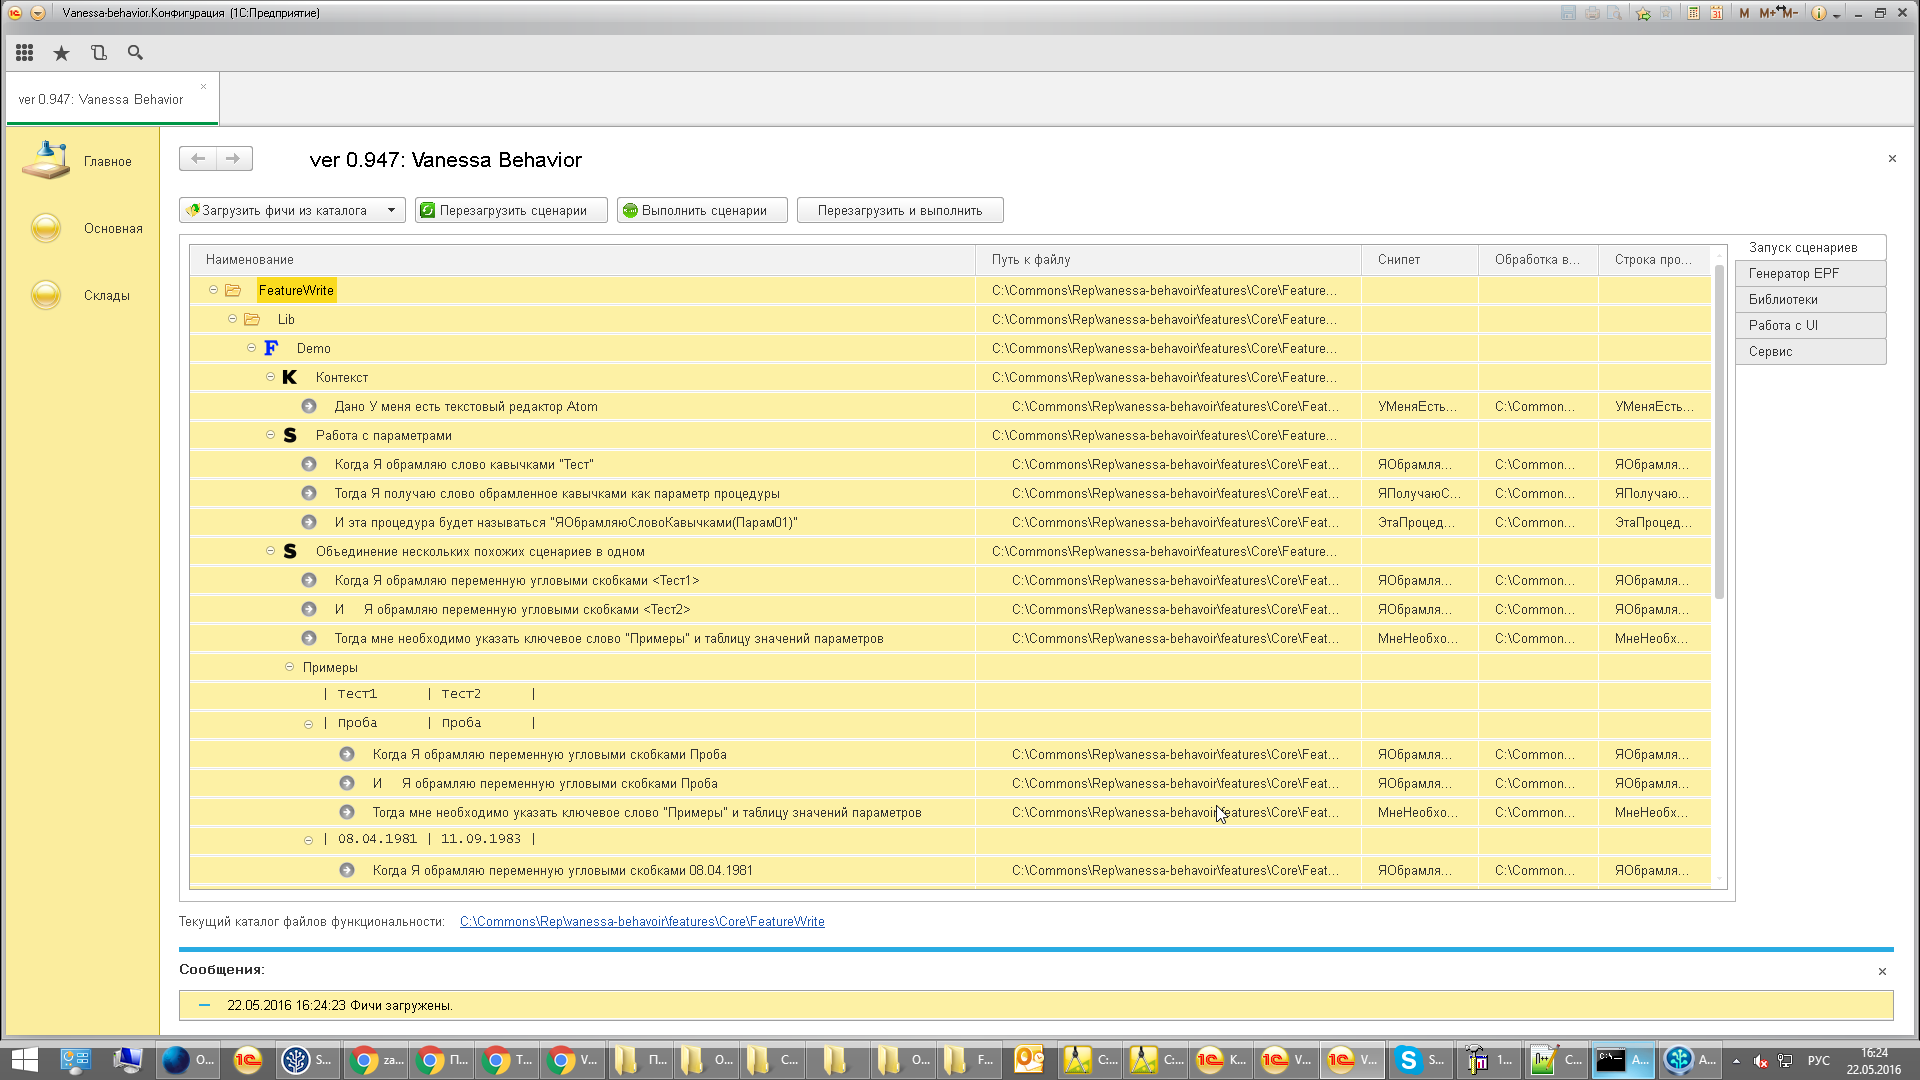 Vanessa-behavior.Конфигурация (1С:Предприятие)
M M+ M-
ver 0.947: Vanessa Behavior
Главное
Основная
Склады
ver 0.947: Vanessa Behavior
Загрузить фичи из каталога
Перезагрузить сценарии
Выполнить сценарии
Перезагрузить и выполнить
Наименование Путь к файлу Снипет Обработка в... Строка про...
FeatureWrite C:\Commons\Rep\vanessa-behavoir\features\Core\Feature...
Lib C:\Commons\Rep\vanessa-behavoir\features\Core\Feature...
F Demo C:\Commons\Rep\vanessa-behavoir\features\Core\Feature...
K Контекст C:\Commons\Rep\vanessa-behavoir\features\Core\Feature...
Дано У меня есть текстовый редактор Atom C:\Commons\Rep\vanessa-behavoir\features\Core\Feat... УМеняЕсть... C:\Common... УМеняЕсть...
S Работа с параметрами C:\Commons\Rep\vanessa-behavoir\features\Core\Feature...
Когда Я обрамляю слово кавычками "Тест" C:\Commons\Rep\vanessa-behavoir\features\Core\Feat... ЯОбрамля... C:\Common... ЯОбрамля...
Тогда Я получаю слово обрамленное кавычками как параметр процедуры C:\Commons\Rep\vanessa-behavoir\features\Core\Feat... ЯПолучаюС... C:\Common... ЯПолучаю...
И эта процедура будет называться "ЯОбрамляюСловоКавычками(Парам01)" C:\Commons\Rep\vanessa-behavoir\features\Core\Feat... ЭтаПроцед... C:\Common... ЭтаПроцед...
S Объединение нескольких похожих сценариев в одном C:\Commons\Rep\vanessa-behavoir\features\Core\Feature...
Когда Я обрамляю переменную угловыми скобками <Тест1> C:\Commons\Rep\vanessa-behavoir\features\Core\Feat... ЯОбрамля... C:\Common... ЯОбрамля...
И Я обрамляю переменную угловыми скобками <Тест2> C:\Commons\Rep\vanessa-behavoir\features\Core\Feat... ЯОбрамля... C:\Common... ЯОбрамля...
Тогда мне необходимо указать ключевое слово "Примеры" и таблицу значений параметров C:\Commons\Rep\vanessa-behavoir\features\Core\Feat... МнеНеобхо... C:\Common... МнеНеобх...
Примеры
| Тест1 | Тест2 |
| Проба | Проба |
Когда Я обрамляю переменную угловыми скобками Проба C:\Commons\Rep\vanessa-behavoir\features\Core\Feat... ЯОбрамля... C:\Common... ЯОбрамля...
И Я обрамляю переменную угловыми скобками Проба C:\Commons\Rep\vanessa-behavoir\features\Core\Feat... ЯОбрамля... C:\Common... ЯОбрамля...
Тогда мне необходимо указать ключевое слово "Примеры" и таблицу значений параметров C:\Commons\Rep\vanessa-behavoir\features\Core\Feat... МнеНеобхо... C:\Common... МнеНеобх...
| 08.04.1981 | 11.09.1983 |
Когда Я обрамляю переменную угловыми скобками 08.04.1981 C:\Commons\Rep\vanessa-behavoir\features\Core\Feat... ЯОбрамля... C:\Common... ЯОбрамля...
Запуск сценариев
Генератор EPF
Библиотеки
Работа с UI
Сервис
Текущий каталог файлов функциональности: C:\Commons\Rep\vanessa-behavoir\features\Core\FeatureWrite
Сообщения:
22.05.2016 16:24:23 Фичи загружены.
O... S... za... П... T... V... П... O... C... O... F... C:... C:... K... V... V... S... 1... C... A... A... РУС
16:24
22.05.2016